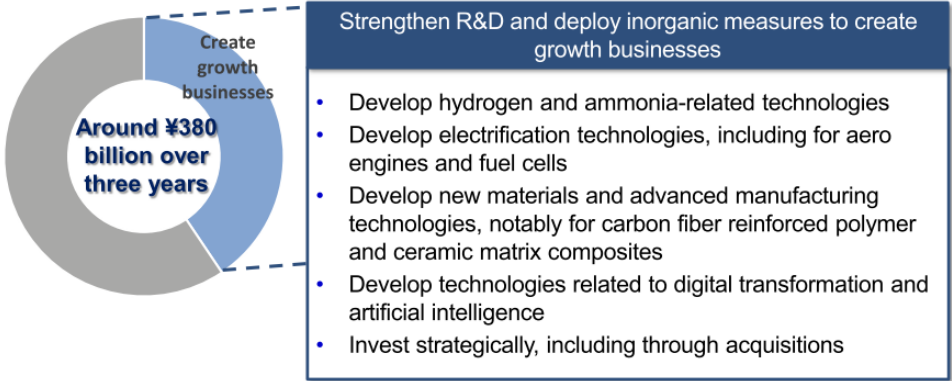 Create
growth
businesses
Around ¥380
billion over
three years
Strengthen R&D and deploy inorganic measures to create
growth businesses
• Develop hydrogen and ammonia-related technologies
• Develop electrification technologies, including for aero
engines and fuel cells
• Develop new materials and advanced manufacturing
technologies, notably for carbon fiber reinforced polymer
and ceramic matrix composites
• Develop technologies related to digital transformation and
artificial intelligence
• Invest strategically, including through acquisitions